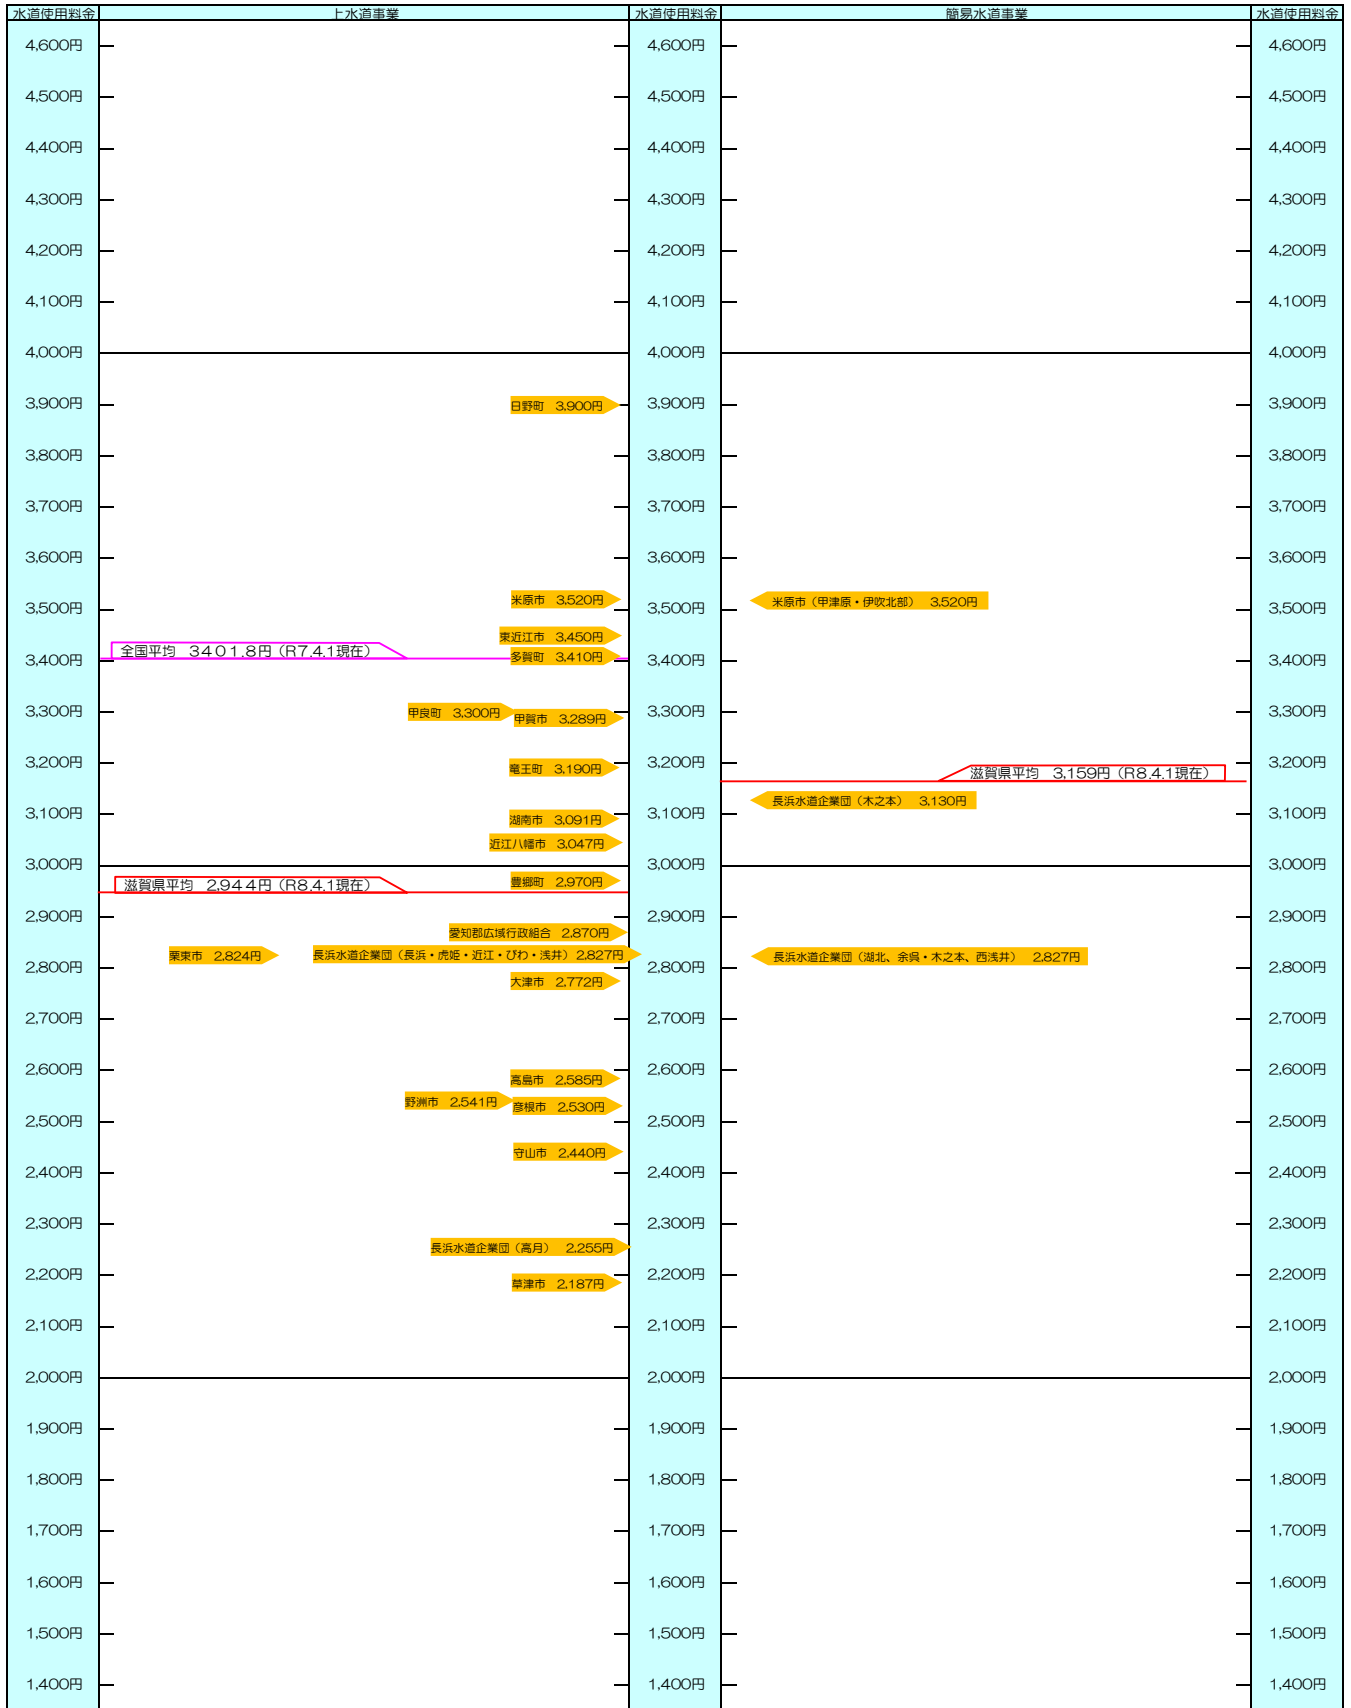 水道使用料金 上水道事業 水道使用料金 簡易水道事業 水道使用料金
4,600円 4,600円 4,600円
4,500円 4,500円 4,500円
4,400円 4,400円 4,400円
4,300円 4,300円 4,300円
4,200円 4,200円 4,200円
4,100円 4,100円 4,100円
4,000円 4,000円 4,000円
3,900円 日野町 3,900円 3,900円 3,900円
3,800円 3,800円 3,800円
3,700円 3,700円 3,700円
3,600円 3,600円 3,600円
米原市 3,520円 米原市（甲津原・伊吹北部） 3,520円
3,500円 3,500円 3,500円
東近江市 3,450円
全国平均 3401.8円（R7.4.1現在）
多賀町 3,410円
3,400円 3,400円 3,400円
3,300円 甲良町 3,300円 3,300円 3,300円
甲賀市 3,289円
3,200円 3,200円 3,200円
竜王町 3,190円
滋賀県平均 3,159円（R8.4.1現在）
長浜水道企業団（木之本） 3,130円
3,100円 3,100円 3,100円
湖南市 3,091円
近江八幡市 3,047円
3,000円 3,000円 3,000円
豊郷町 2,970円
滋賀県平均 2,944円（R8.4.1現在）
2,900円 2,900円 2,900円
愛知郡広域行政組合 2,870円
栗東市 2,824円 長浜水道企業団（長浜・虎姫・近江・びわ・浅井）2,827円 長浜水道企業団（湖北、余呉・木之本、西浅井） 2,827円
2,800円 2,800円 2,800円
大津市 2,772円
2,700円 2,700円 2,700円
2,600円 2,600円 2,600円
高島市 2,585円
野洲市 2,541円
彦根市 2,530円
2,500円 2,500円 2,500円
守山市 2,440円
2,400円 2,400円 2,400円
2,300円 2,300円 2,300円
長浜水道企業団（高月） 2,255円
2,200円 2,200円 2,200円
草津市 2,187円
2,100円 2,100円 2,100円
2,000円 2,000円 2,000円
1,900円 1,900円 1,900円
1,800円 1,800円 1,800円
1,700円 1,700円 1,700円
1,600円 1,600円 1,600円
1,500円 1,500円 1,500円
1,400円 1,400円 1,400円